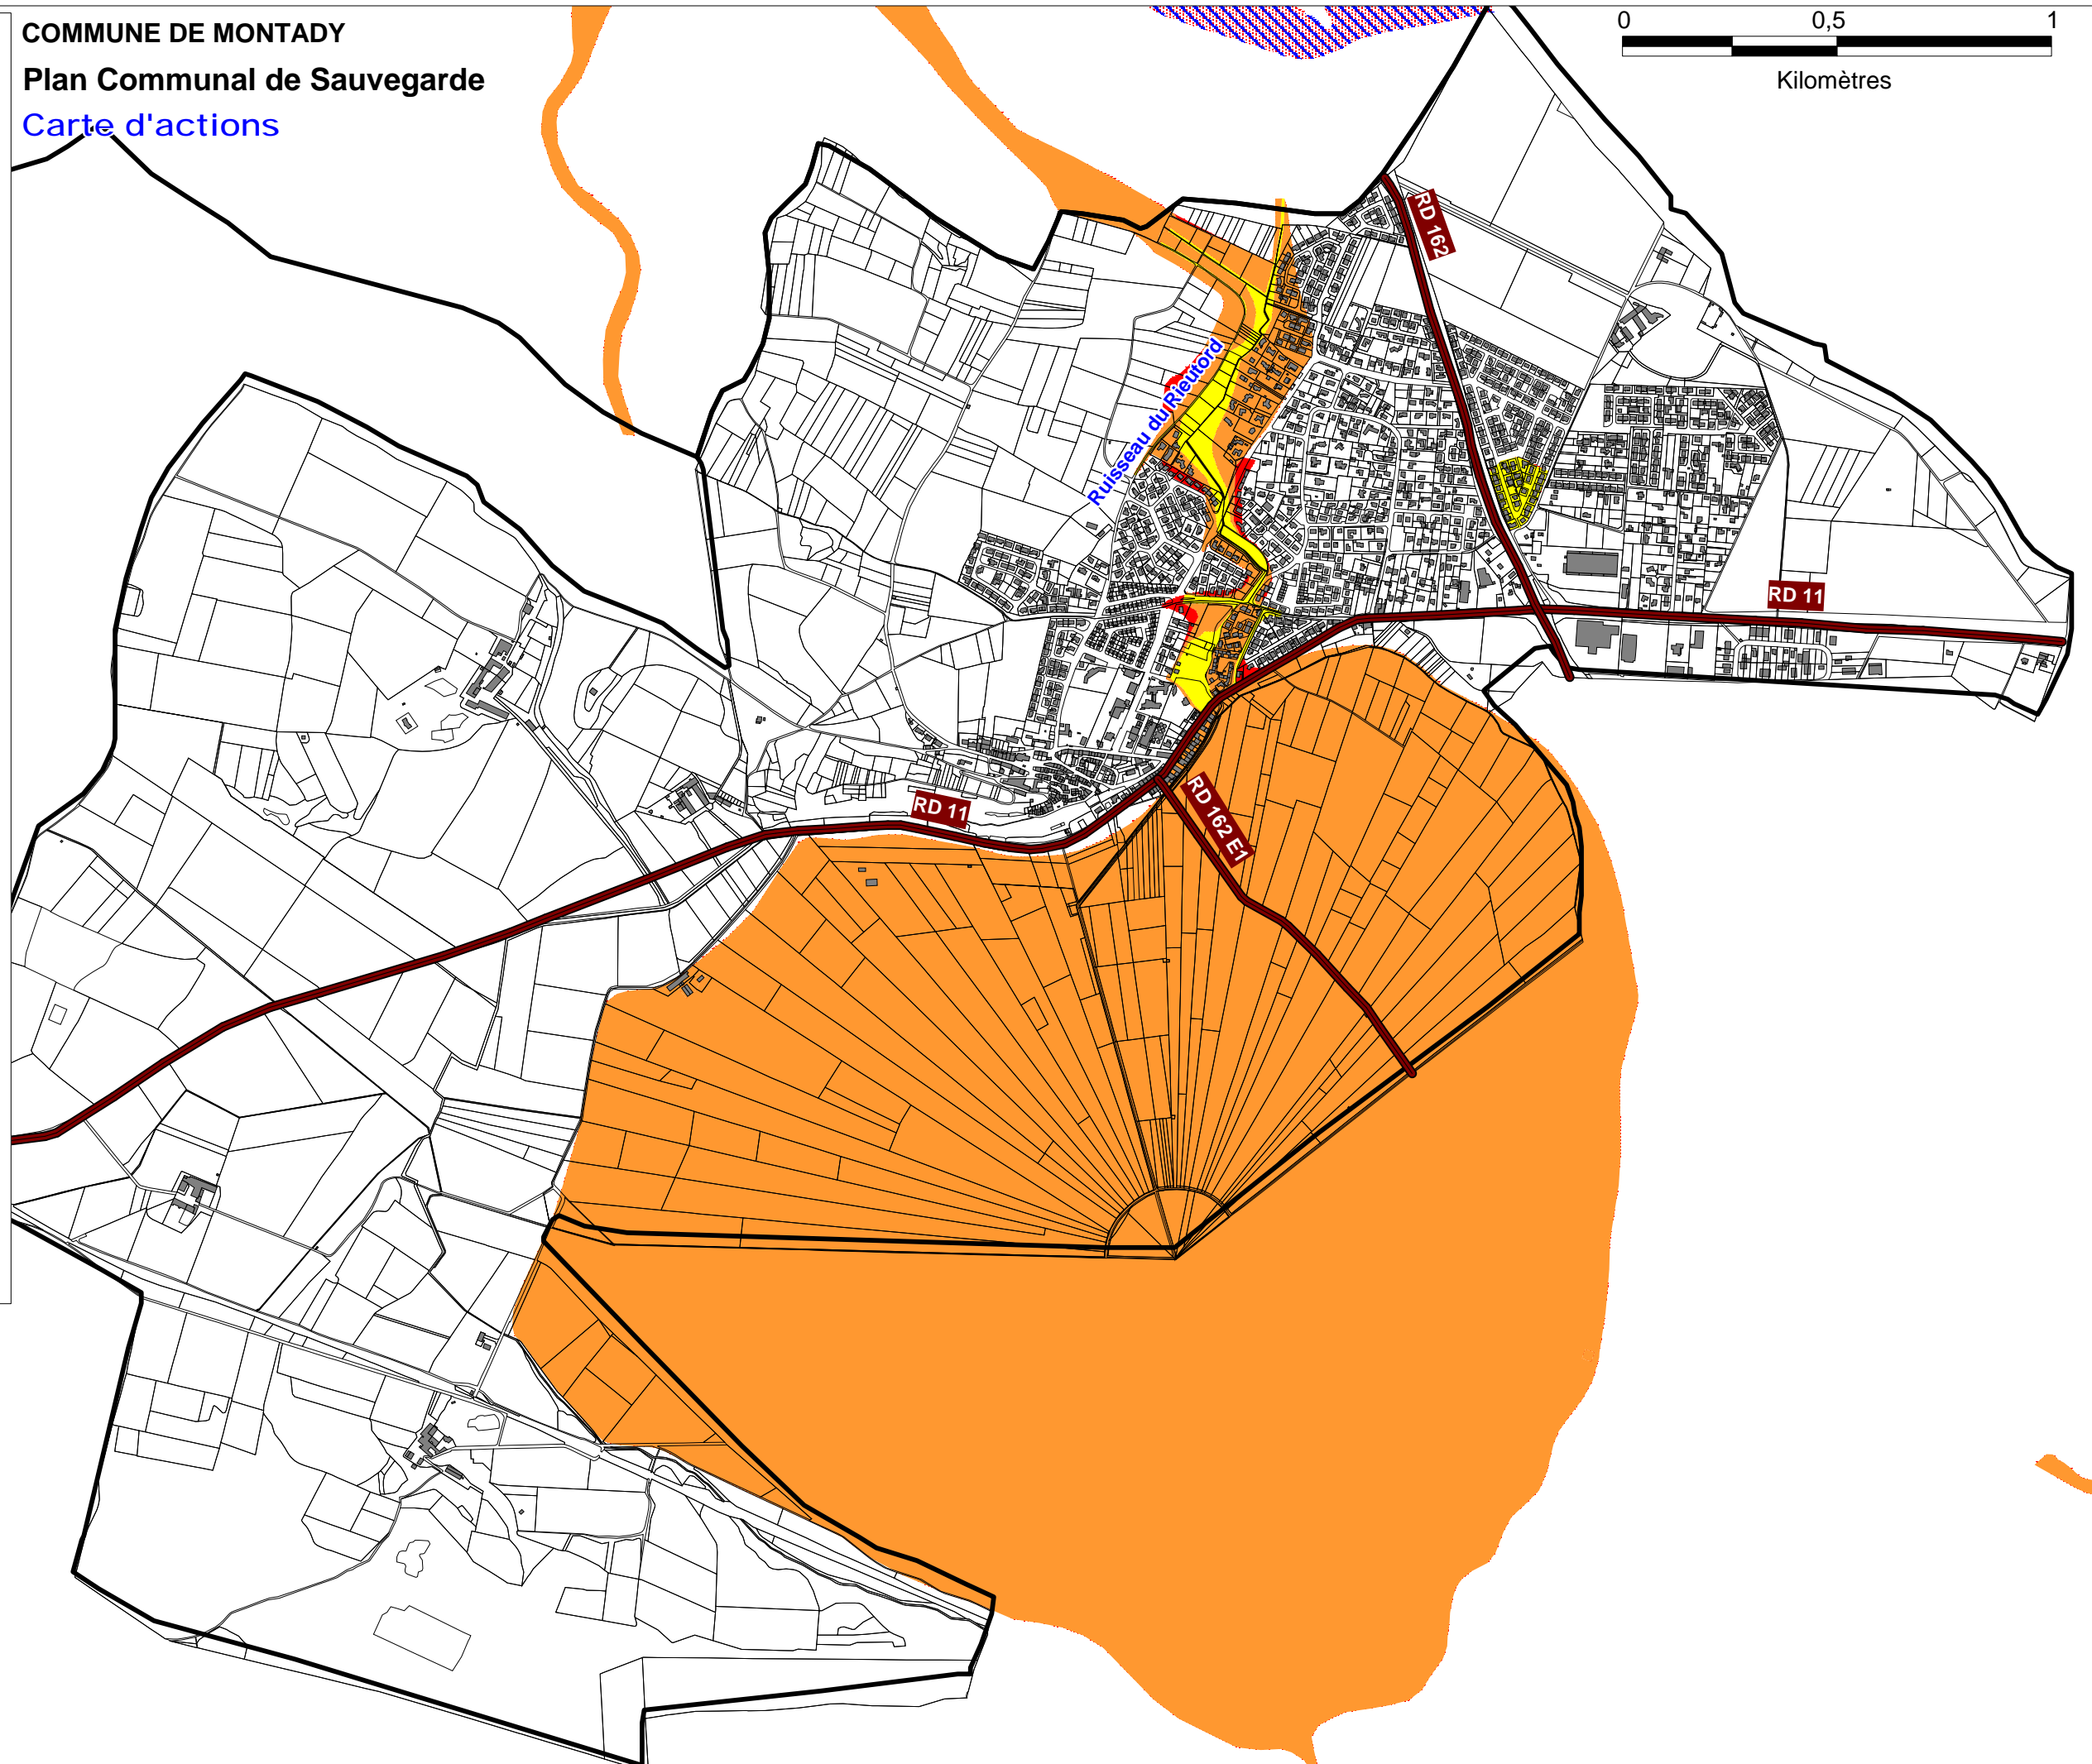 COMMUNE DE MONTADY
Plan Communal de Sauvegarde
Carte d'actions
0 0,5 1
Kilomètres
RD 162
Ruisseau du Rieutord
RD 11
RD 11
RD 162 E1